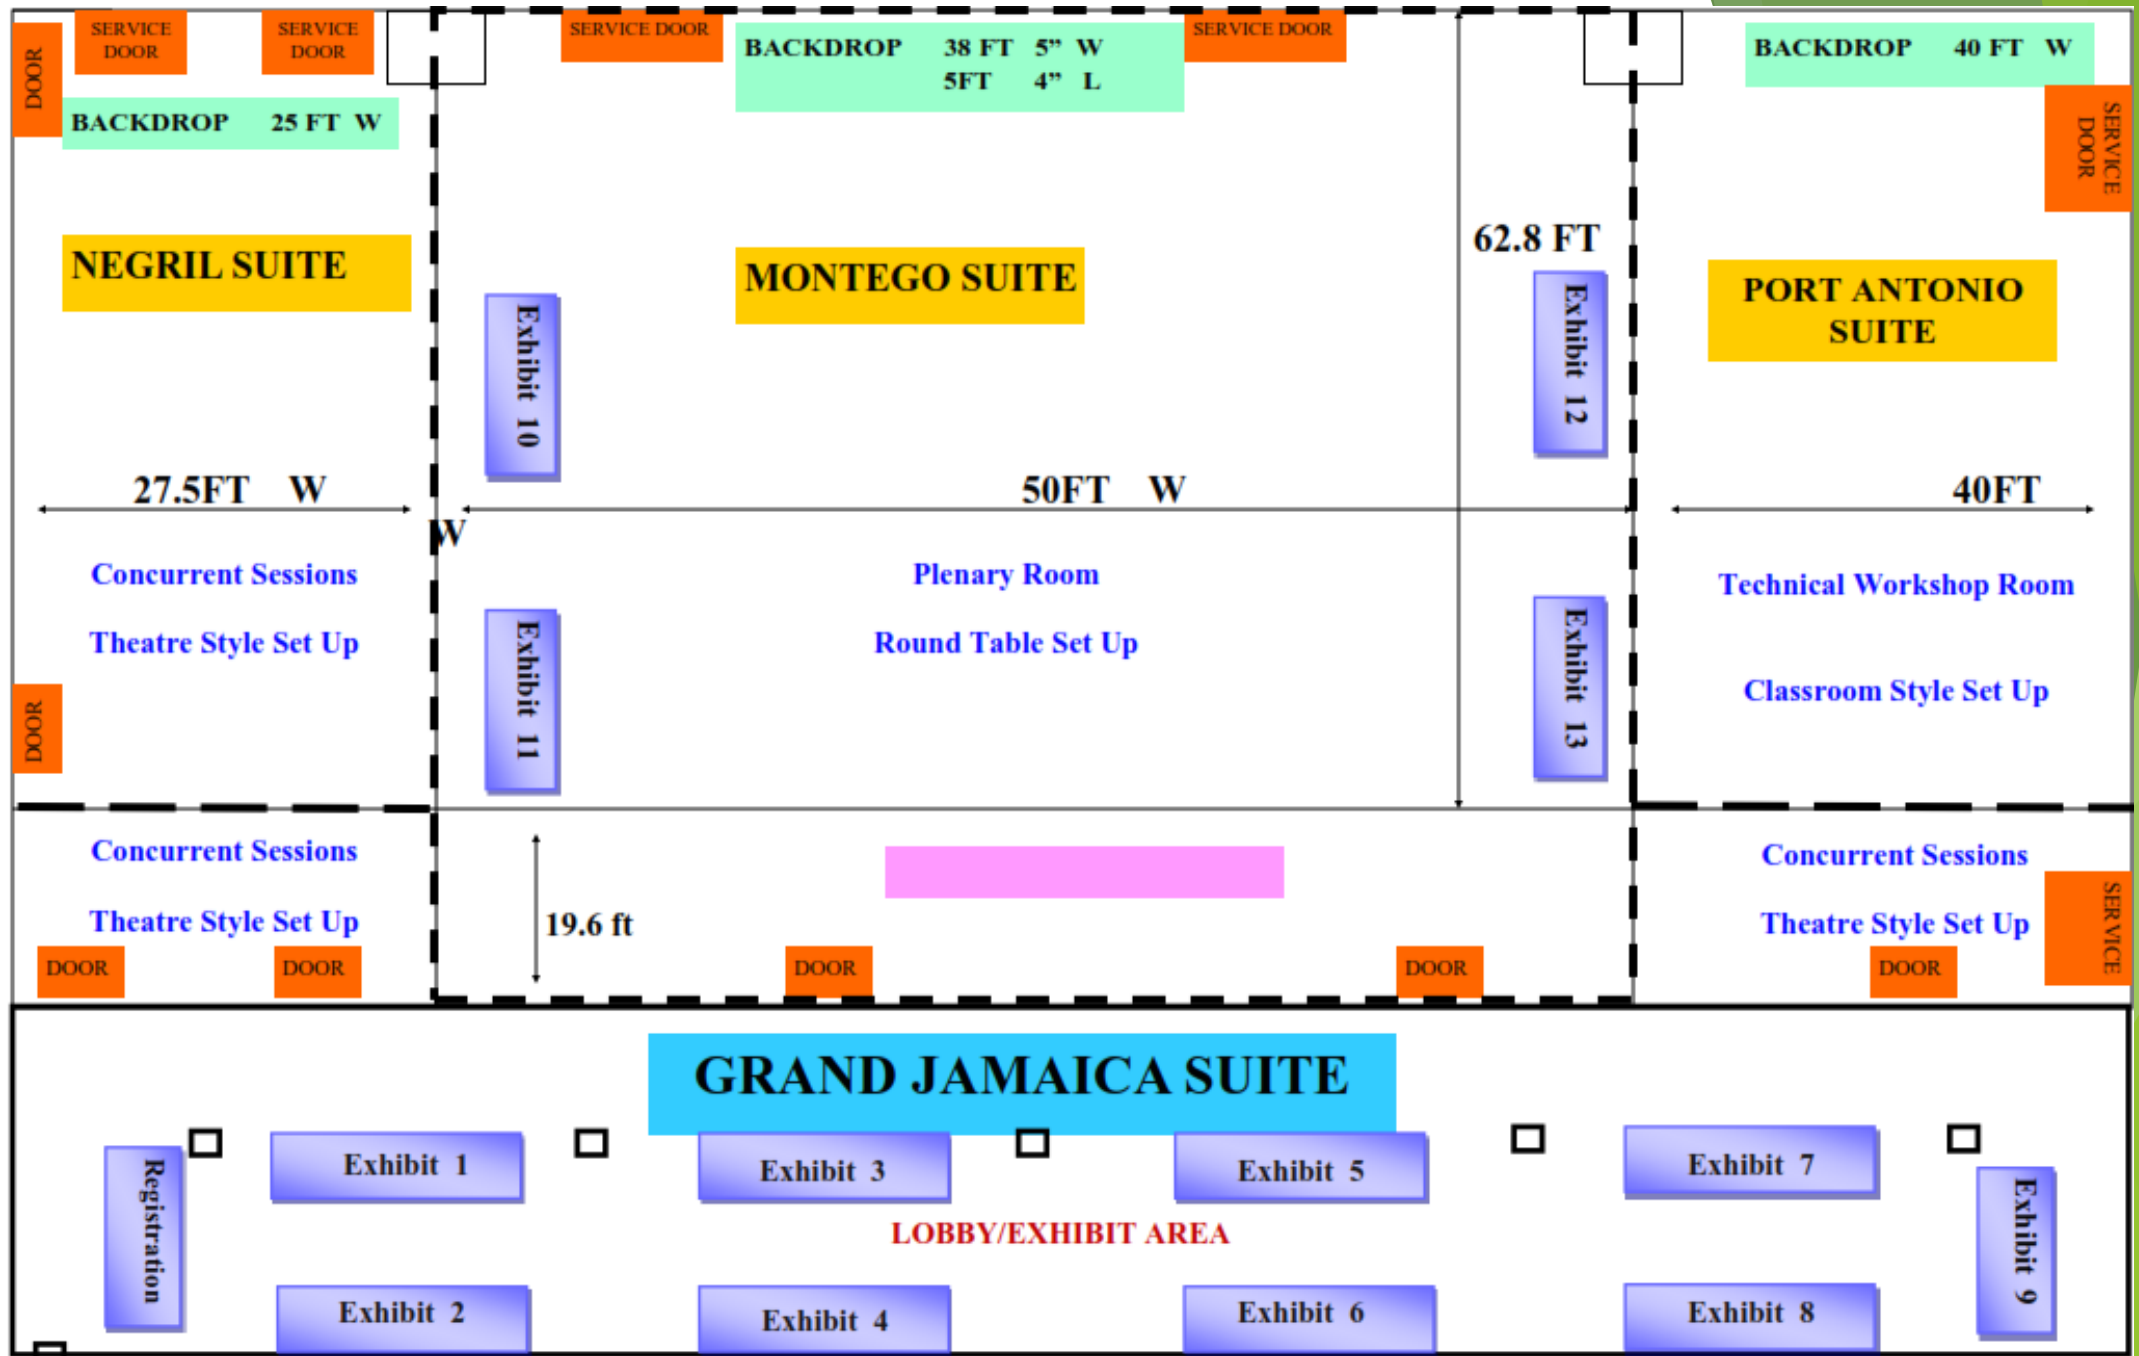 SERVICE
DOOR
SERVICE
DOOR
SERVICE DOOR
BACKDROP 38 FT 5” W
5FT 4” L
SERVICE DOOR
BACKDROP 40 FT W
DOOR
BACKDROP 25 FT W
SERVICE
DOOR
NEGRIL SUITE
MONTEGO SUITE
62.8 FT
PORT ANTONIO
SUITE
Exhibit 10
Exhibit 12
27.5FT W
W
50FT W
40FT
Concurrent Sessions
Theatre Style Set Up
Plenary Room
Round Table Set Up
Technical Workshop Room
Classroom Style Set Up
Exhibit 11
Exhibit 13
DOOR
Concurrent Sessions
Theatre Style Set Up
19.6 ft
Concurrent Sessions
Theatre Style Set Up
SERVICE
DOOR
DOOR
DOOR
DOOR
DOOR
GRAND JAMAICA SUITE
Registration
Exhibit 1
Exhibit 3
Exhibit 5
Exhibit 7
Exhibit 9
LOBBY/EXHIBIT AREA
Exhibit 2
Exhibit 4
Exhibit 6
Exhibit 8